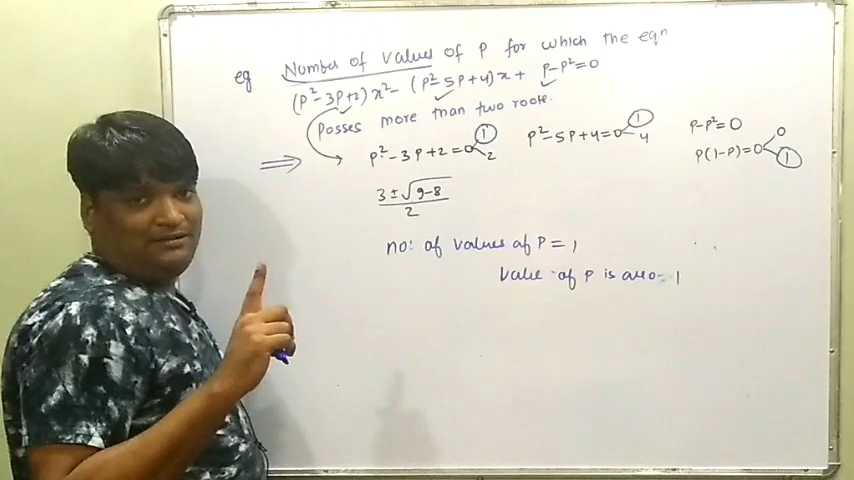 eg Number of values of P for which the eqn
(P²-3P+2)x²-(P²-5P+4)x+ P-P²=0
Posses more than two roots.
⇒ P²-3P+2=0 1 2
P²-5P+4=0 1 4
P-P²=0
P(1-P)=0 0 1
3±√9-8
2
no: of values of P = 1
Value of P is also = 1